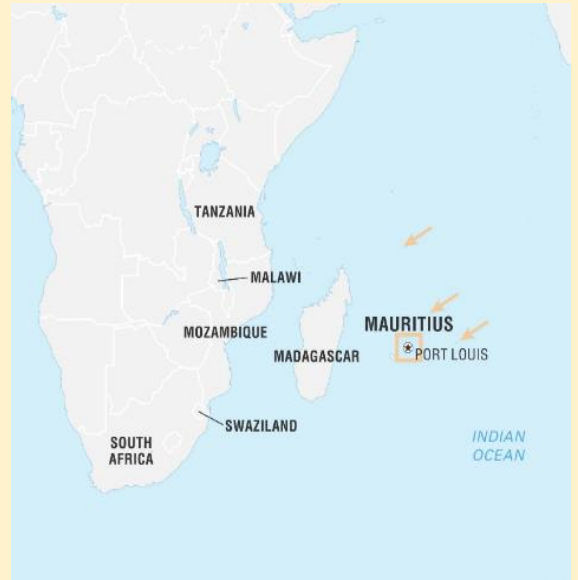 TANZANIA
MALAWI
MAURITIUS
MOZAMBIQUE
MADAGASCAR
PORT LOUIS
SWAZILAND
SOUTH
AFRICA
INDIAN
OCEAN